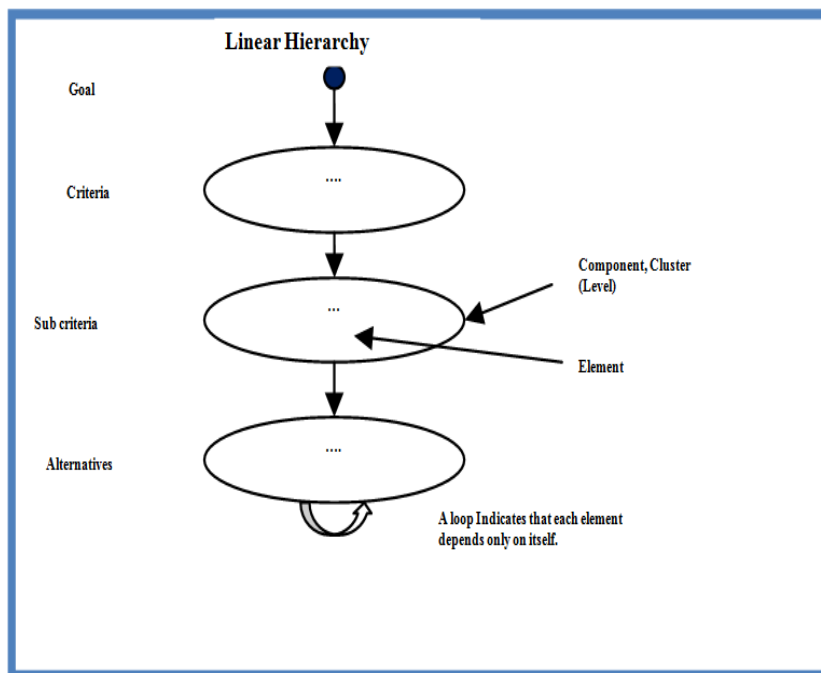 Linear Hierarchy
Goal
....
Criteria
Component, Cluster
(Level)
...
Sub criteria
Element
....
Alternatives
A loop Indicates that each element
depends only on itself.